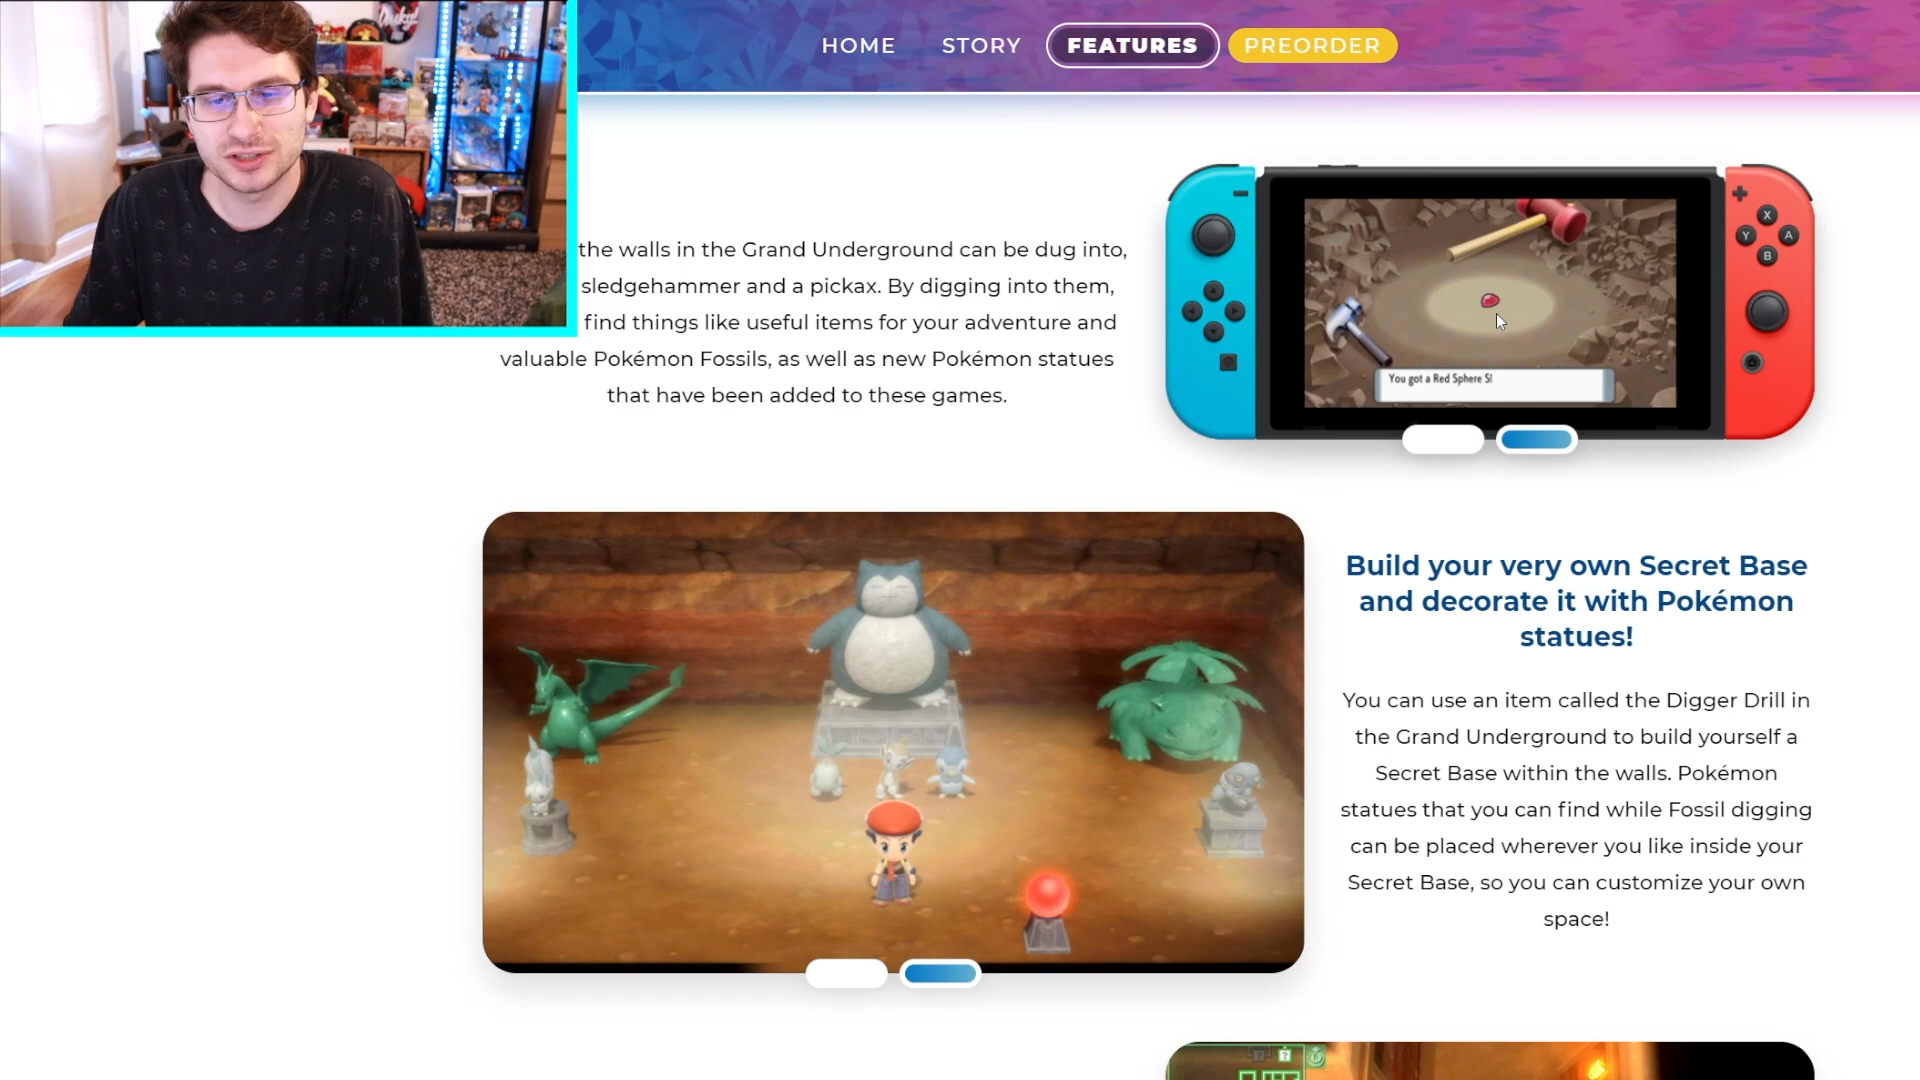 HOME STORY FEATURES PREORDER
the walls in the Grand Underground can be dug into,
sledgehammer and a pickax. By digging into them,
find things like useful items for your adventure and
valuable Pokémon Fossils, as well as new Pokémon statues
that have been added to these games.
X
Y A
B
You got a Red Sphere S!
Build your very own Secret Base
and decorate it with Pokémon
statues!
You can use an item called the Digger Drill in
the Grand Underground to build yourself a
Secret Base within the walls. Pokémon
statues that you can find while Fossil digging
can be placed wherever you like inside your
Secret Base, so you can customize your own
space!